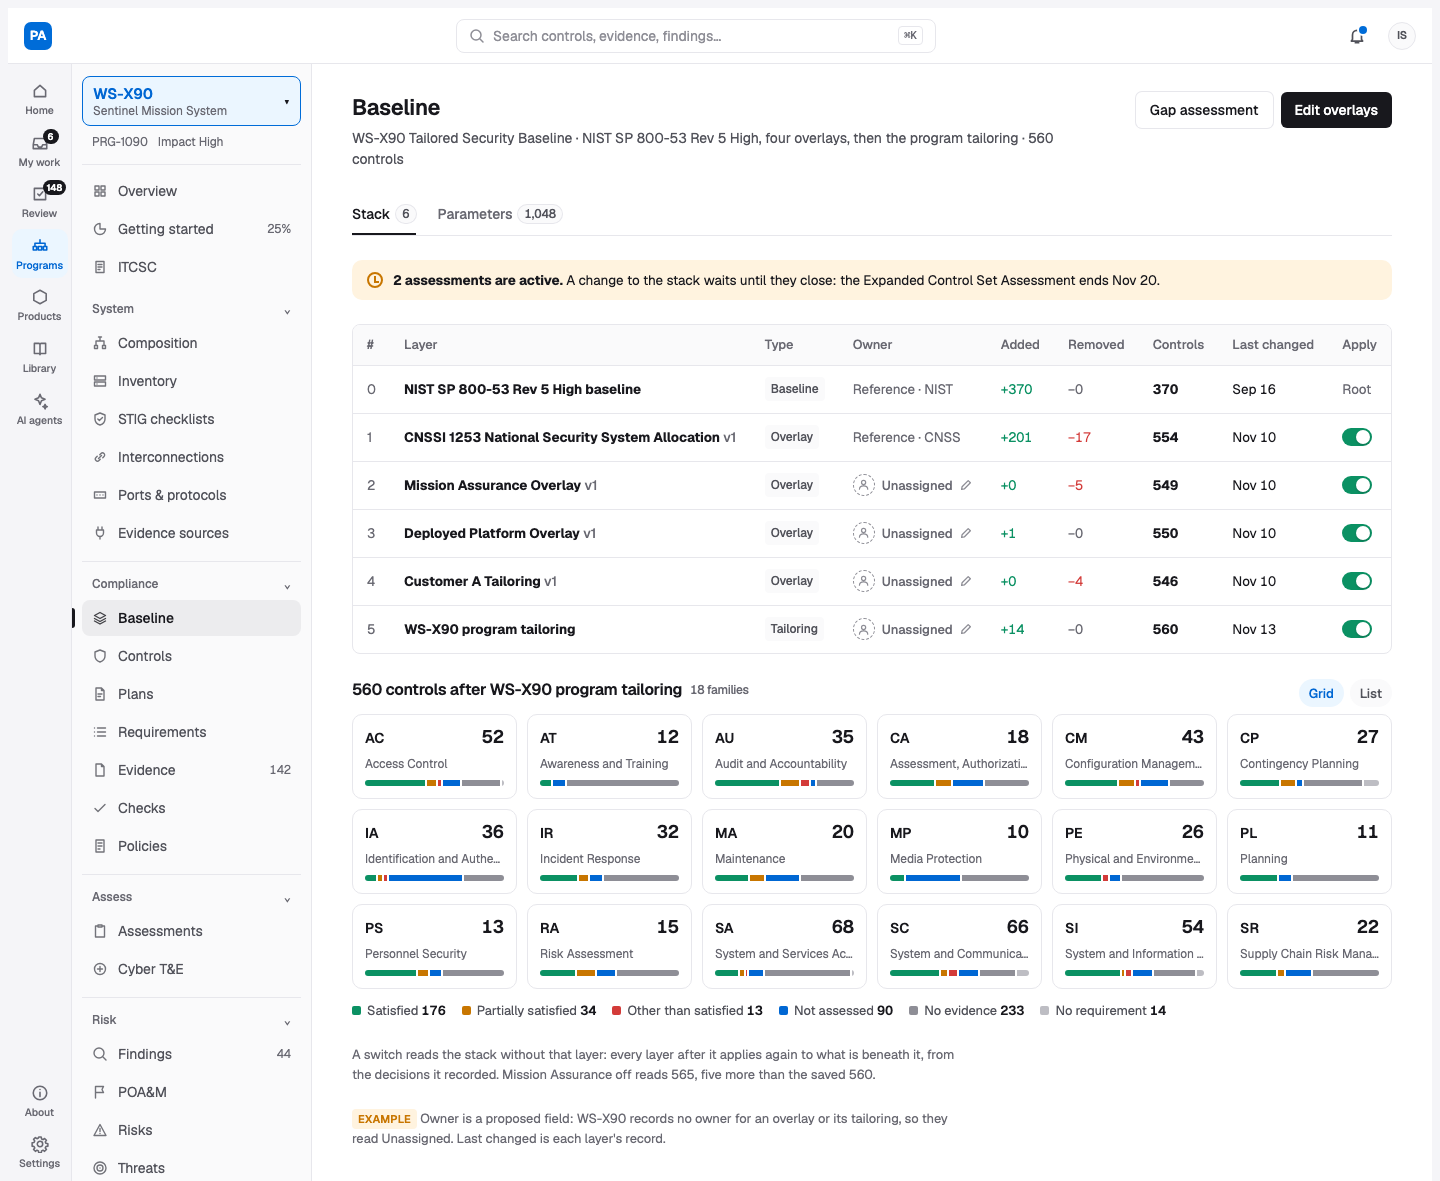 PA
Search controls, evidence, findings…
⌘K
IS
Home
6
My work
148
Review
Programs
Products
Library
AI agents
About
Settings
WS-X90
Sentinel Mission System
PRG-1090 Impact High
Overview
Getting started 25%
ITCSC
System
Composition
Inventory
STIG checklists
Interconnections
Ports & protocols
Evidence sources
Compliance
Baseline
Controls
Plans
Requirements
Evidence 142
Checks
Policies
Assess
Assessments
Cyber T&E
Risk
Findings 44
POA&M
Risks
Threats
Baseline
WS-X90 Tailored Security Baseline · NIST SP 800-53 Rev 5 High, four overlays, then the program tailoring · 560
controls
Gap assessment
Edit overlays
Stack 6 Parameters 1,048
2 assessments are active. A change to the stack waits until they close: the Expanded Control Set Assessment ends Nov 20.
# Layer Type Owner Added Removed Controls Last changed Apply
0 NIST SP 800-53 Rev 5 High baseline Baseline Reference · NIST +370 −0 370 Sep 16 Root
1 CNSSI 1253 National Security System Allocation v1 Overlay Reference · CNSS +201 −17 554 Nov 10
2 Mission Assurance Overlay v1 Overlay Unassigned +0 −5 549 Nov 10
3 Deployed Platform Overlay v1 Overlay Unassigned +1 −0 550 Nov 10
4 Customer A Tailoring v1 Overlay Unassigned +0 −4 546 Nov 10
5 WS-X90 program tailoring Tailoring Unassigned +14 −0 560 Nov 13
560 controls after WS-X90 program tailoring 18 families
Grid List
AC 52
Access Control
AT 12
Awareness and Training
AU 35
Audit and Accountability
CA 18
Assessment, Authorizati…
CM 43
Configuration Managem…
CP 27
Contingency Planning
IA 36
Identification and Authe…
IR 32
Incident Response
MA 20
Maintenance
MP 10
Media Protection
PE 26
Physical and Environme…
PL 11
Planning
PS 13
Personnel Security
RA 15
Risk Assessment
SA 68
System and Services Ac…
SC 66
System and Communica…
SI 54
System and Information …
SR 22
Supply Chain Risk Mana…
Satisfied 176 Partially satisfied 34 Other than satisfied 13 Not assessed 90 No evidence 233 No requirement 14
A switch reads the stack without that layer: every layer after it applies again to what is beneath it, from
the decisions it recorded. Mission Assurance off reads 565, five more than the saved 560.
EXAMPLE Owner is a proposed field: WS-X90 records no owner for an overlay or its tailoring, so they
read Unassigned. Last changed is each layer's record.